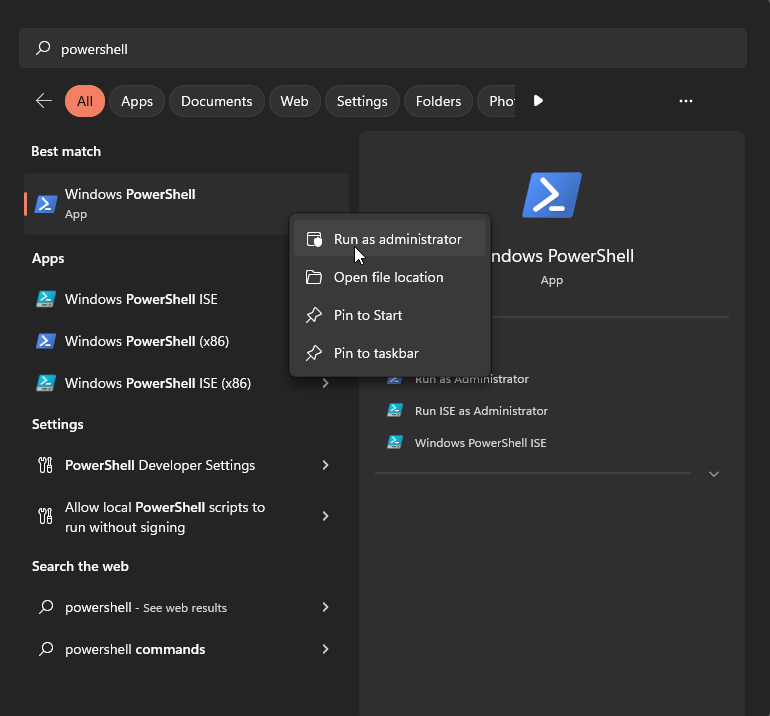 powershell
All
Apps
Documents
Web
Settings
Folders
Best match
Windows PowerShell
App
Apps
Windows PowerShell ISE
Windows PowerShell (x86)
Windows PowerShell ISE (x86)
Settings
PowerShell Developer Settings
Allow local PowerShell scripts to
run without signing
Search the web
powershell - See web results
powershell commands
Run as administrator
Open file location
Pin to Start
Pin to taskbar
ndows PowerShell
App
Run as Administrator
Run ISE as Administrator
Windows PowerShell ISE